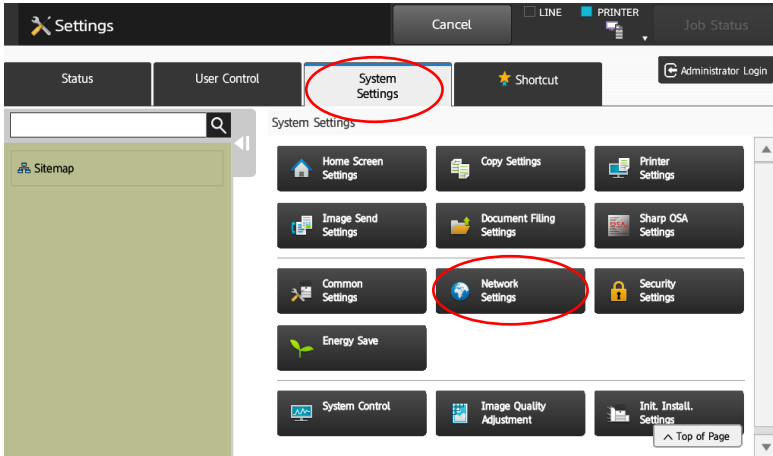 Settings
Cancel
LINE
PRINTER
Job Status
Status
User Control
System
Settings
Shortcut
Administrator Login
System Settings
Sitemap
Home Screen
Settings
Copy Settings
Printer
Settings
Image Send
Settings
Document Filing
Settings
Sharp OSA
Settings
Common
Settings
Network
Settings
Security
Settings
Energy Save
System Control
Image Quality
Adjustment
Init. Install.
Settings
Top of Page